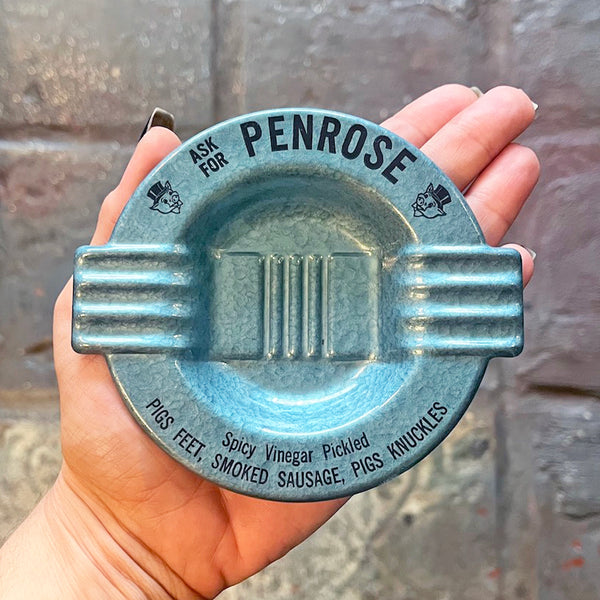 ASK
FOR
PENROSE
Spicy Vinegar Pickled
PIGS FEET, SMOKED SAUSAGE, PIGS KNUCKLES